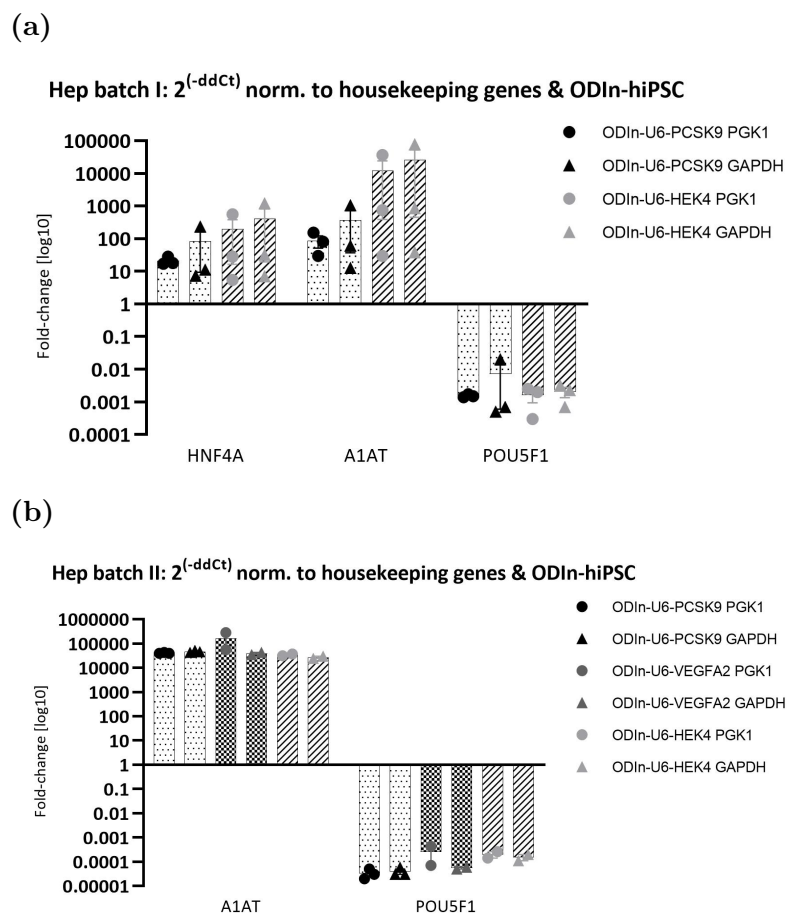 (a)
Hep batch I: 2^(-ddCt) norm. to housekeeping genes & ODIn-hiPSC
Fold-change [log10]
100000
10000
1000
100
10
1
0.1
0.01
0.001
0.0001
HNF4A A1AT POU5F1
ODIn-U6-PCSK9 PGK1
ODIn-U6-PCSK9 GAPDH
ODIn-U6-HEK4 PGK1
ODIn-U6-HEK4 GAPDH
(b)
Hep batch II: 2^(-ddCt) norm. to housekeeping genes & ODIn-hiPSC
Fold-change [log10]
1000000
100000
10000
1000
100
10
1
0.1
0.01
0.001
0.0001
0.00001
A1AT POU5F1
ODIn-U6-PCSK9 PGK1
ODIn-U6-PCSK9 GAPDH
ODIn-U6-VEGFA2 PGK1
ODIn-U6-VEGFA2 GAPDH
ODIn-U6-HEK4 PGK1
ODIn-U6-HEK4 GAPDH